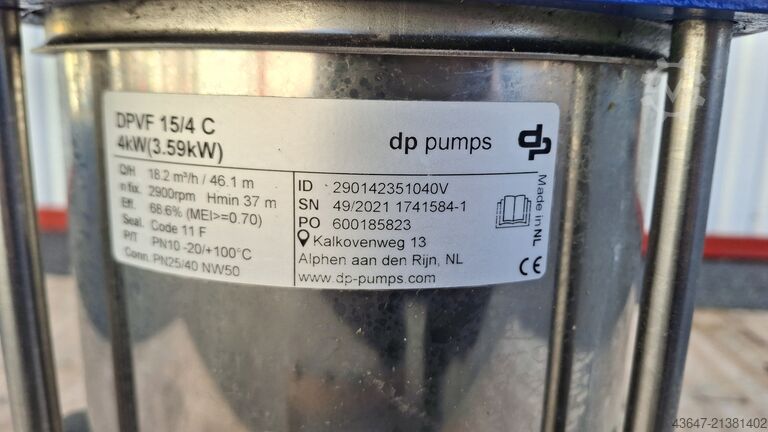 DPVF 15/4 C
4kW(3.59kW)
Q/H 18.2 m³/h / 46.1 m
n fix. 2900rpm Hmin 37 m
Eff. 68.6% (MEI>=0.70)
Seal. Code 11 F
P/T PN10 -20/+100°C
Conn. PN25/40 NW50
dp pumps
dp
ID 290142351040V
SN 49/2021 1741584-1
PO 600185823
Kalkovenweg 13
Alphen aan den Rijn, NL
www.dp-pumps.com
Made in NL
CE
43647-21381402